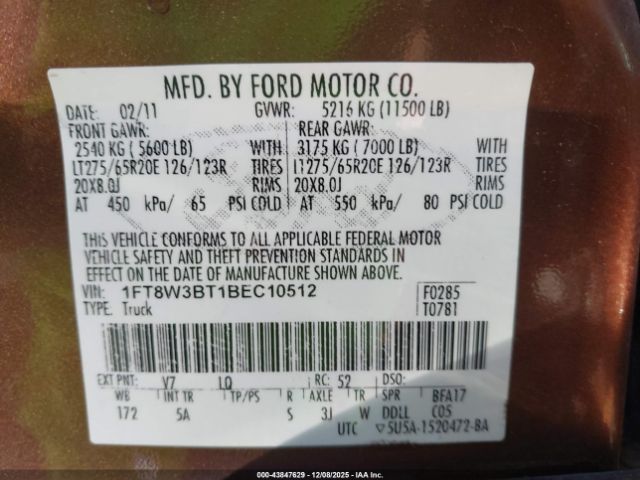 MFD. BY FORD MOTOR CO.
DATE: 02/11 GVWR: 5216 KG (11500 LB)
FRONT GAWR: REAR GAWR:
2540 KG ( 5600 LB) WITH 3175 KG ( 7000 LB) WITH
LT275/65R20E 126/123R TIRES LT275/65R20E 126/123R TIRES
20X8.0J RIMS 20X8.0J RIMS
AT 450 kPa/ 65 PSI COLD AT 550 kPa/ 80 PSI COLD
THIS VEHICLE CONFORMS TO ALL APPLICABLE FEDERAL MOTOR
VEHICLE SAFETY AND THEFT PREVENTION STANDARDS IN
EFFECT ON THE DATE OF MANUFACTURE SHOWN ABOVE.
VIN: 1FT8W3BT1BEC10512 F0285
TYPE: Truck T0781
EXT PNT: V7 LQ RC: 52 DSO:
WB INT TR TP/PS R AXLE TR SPR BFA17
172 5A S 3J W DDLL C05
UTC ▽5U5A-1520472-BA
© 43847629 - 12/08/2025 - IAA, Inc.